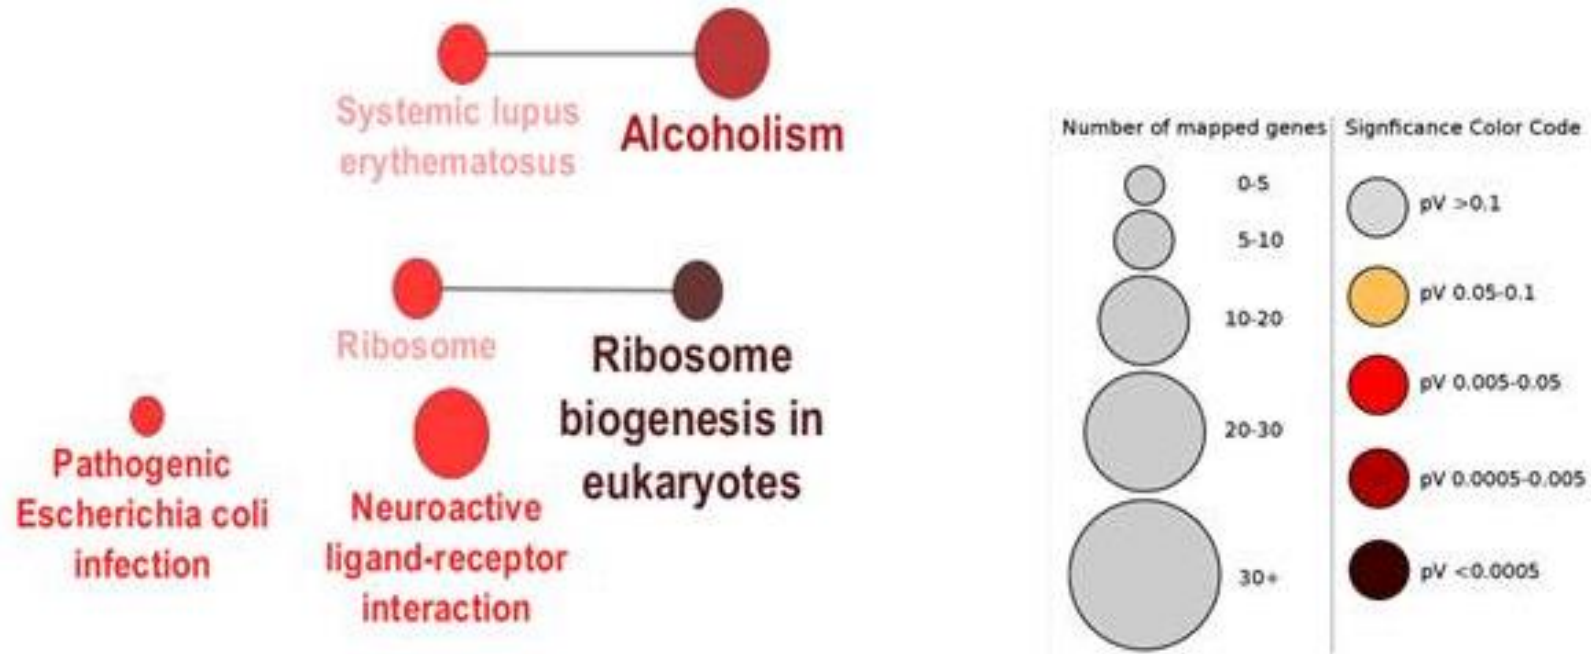 Systemic lupus
erythematosus
Alcoholism
Ribosome
Ribosome
biogenesis in
eukaryotes
Pathogenic
Escherichia coli
infection
Neuroactive
ligand-receptor
interaction
Number of mapped genes
0-5
5-10
10-20
20-30
30+
Signficance Color Code
pV >0.1
pV 0.05-0.1
pV 0.005-0.05
pV 0.0005-0.005
pV <0.0005